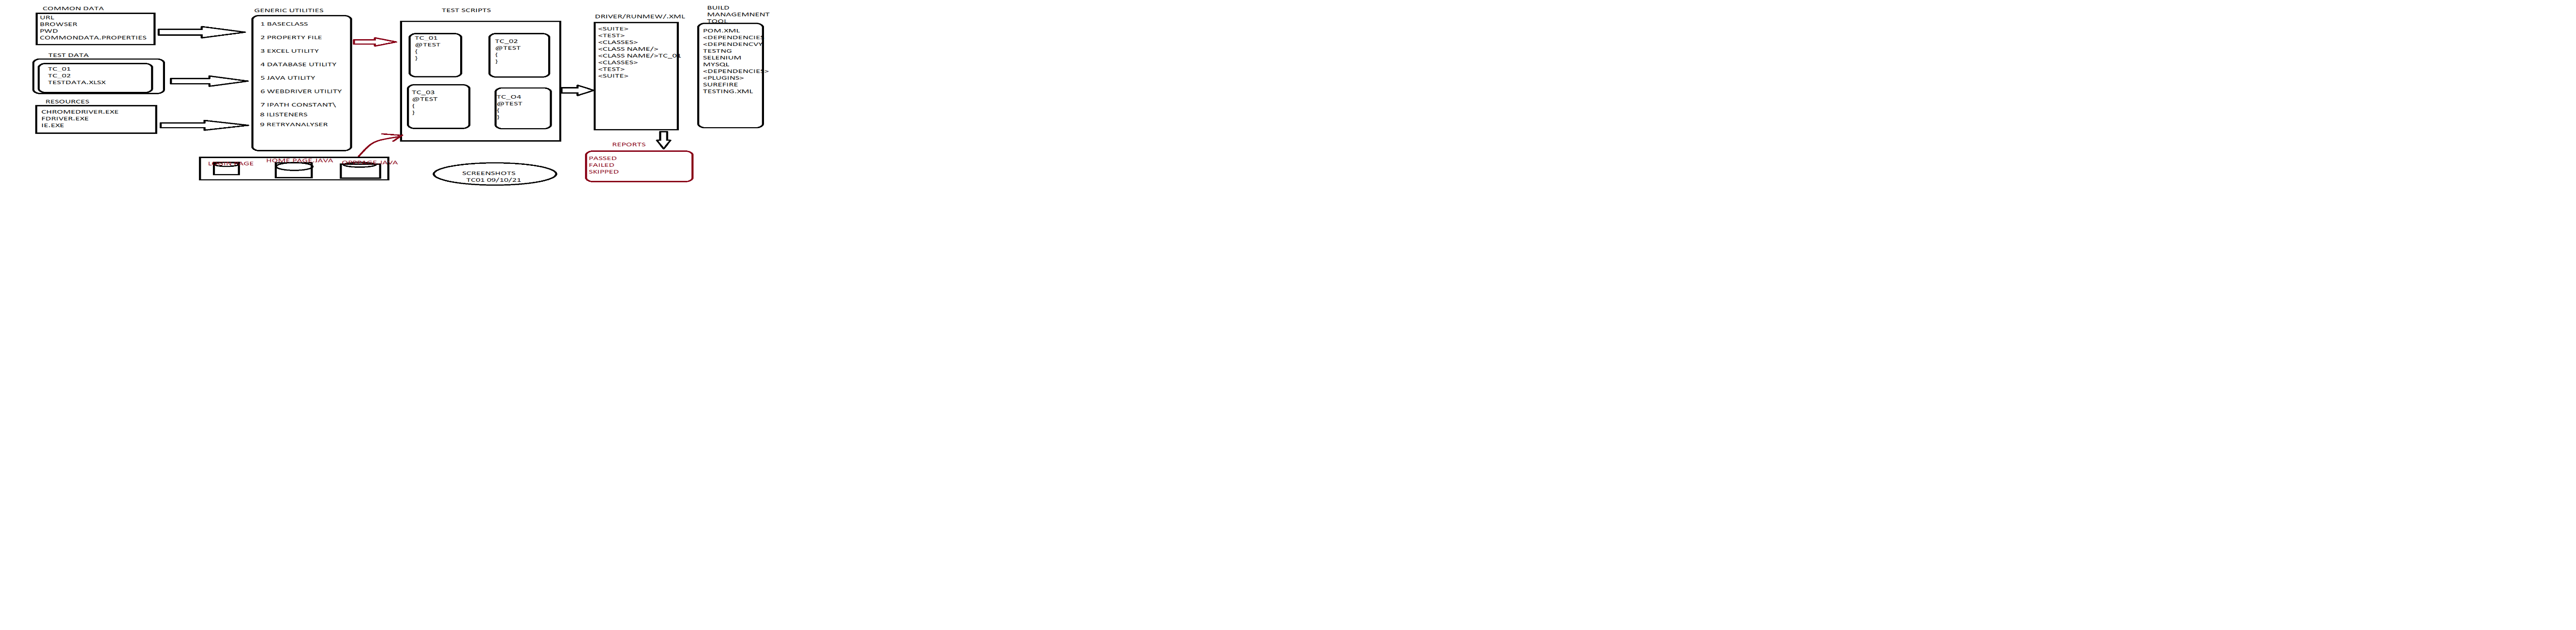 COMMON DATA
URL
BROWSER
PWD
COMMONDATA.PROPERTIES
TEST DATA
TC_01
TC_02
TESTDATA.XLSX
RESOURCES
CHROMEDRIVER.EXE
FDRIVER.EXE
IE.EXE
GENERIC UTILITIES
1 BASECLASS
2 PROPERTY FILE
3 EXCEL UTILITY
4 DATABASE UTILITY
5 JAVA UTILITY
6 WEBDRIVER UTILITY
7 IPATH CONSTANT\
8 ILISTENERS
9 RETRYANALYSER
HOME PAGE.JAVA
TEST SCRIPTS
TC_01
@TEST
{
}
TC_02
@TEST
{
}
TC_03
@TEST
{
}
TC_O4
@TEST
{
}
SCREENSHOTS
TC01 09/10/21
DRIVER/RUNMEW/.XML
<SUITE>
<TEST>
<CLASSES>
<CLASS NAME/>
<CLASS NAME/>TC_01
<CLASSES>
<TEST>
<SUITE>
REPORTS
PASSED
FAILED
SKIPPED
BUILD
MANAGEMNENT
TOOL
POM.XML
<DEPENDENCIES
<DEPENDENCVY
TESTNG
SELENIUM
MYSQL
<DEPENDENCIES>
<PLUGINS>
SUREFIRE
TESTING.XML